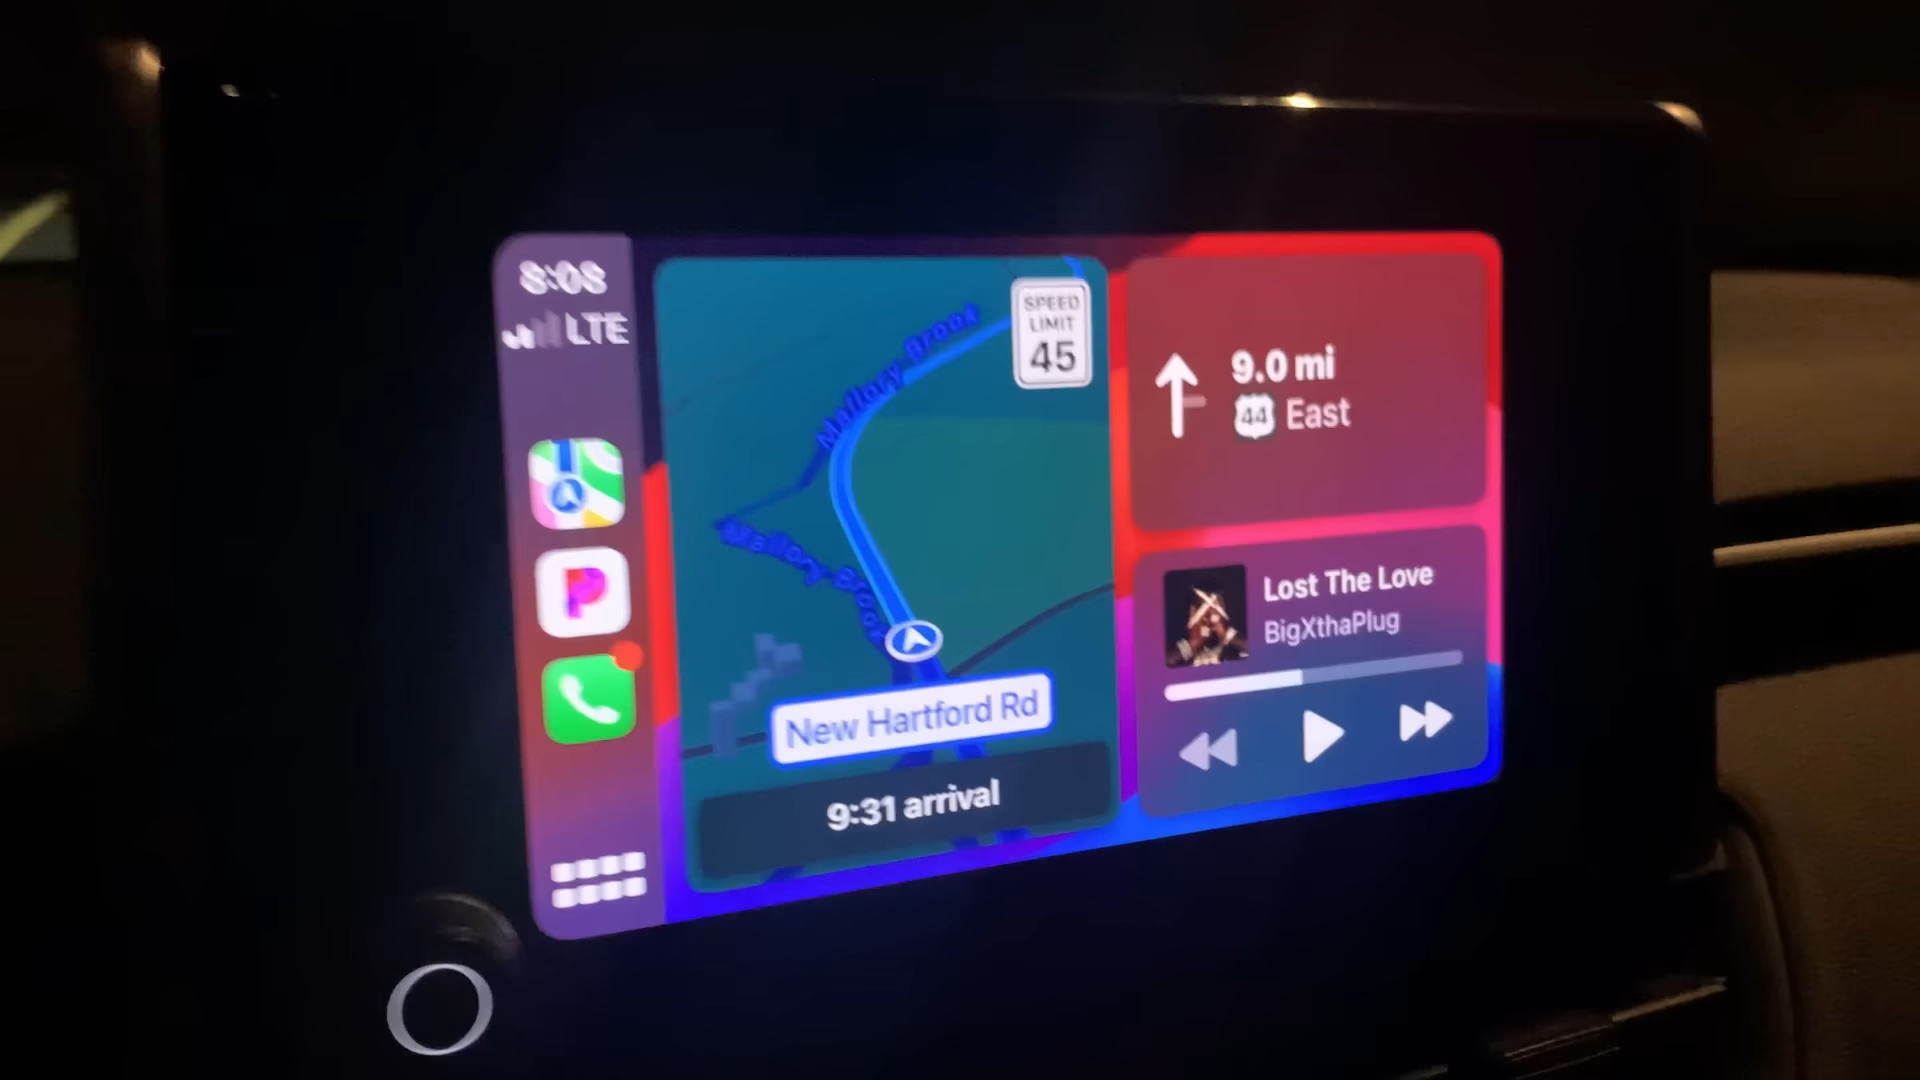 8:08
LTE
SPEED
LIMIT
45
Mallory Brook
Mallory Brook
New Hartford Rd
9:31 arrival
9.0 mi
44 East
Lost The Love
BigXthaPlug